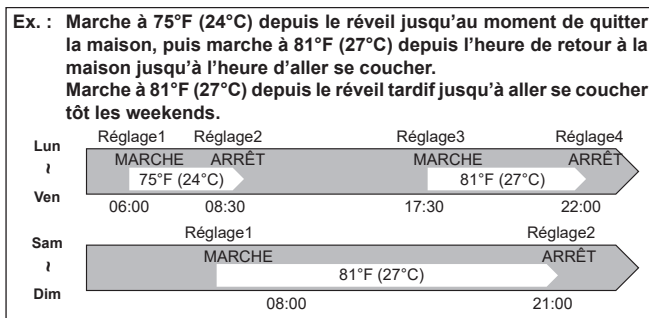 Ex. : Marche à 75°F (24°C) depuis le réveil jusqu'au moment de quitter
la maison, puis marche à 81°F (27°C) depuis l'heure de retour à la
maison jusqu'à l'heure d'aller se coucher.
Marche à 81°F (27°C) depuis le réveil tardif jusqu'à aller se coucher
tôt les weekends.
Réglage1 Réglage2 Réglage3 Réglage4
Lun
MARCHE ARRÊT MARCHE ARRÊT
~
75°F (24°C) 81°F (27°C)
Ven
06:00 08:30 17:30 22:00
Réglage1 Réglage2
Sam
MARCHE ARRÊT
~
81°F (27°C)
Dim
08:00 21:00